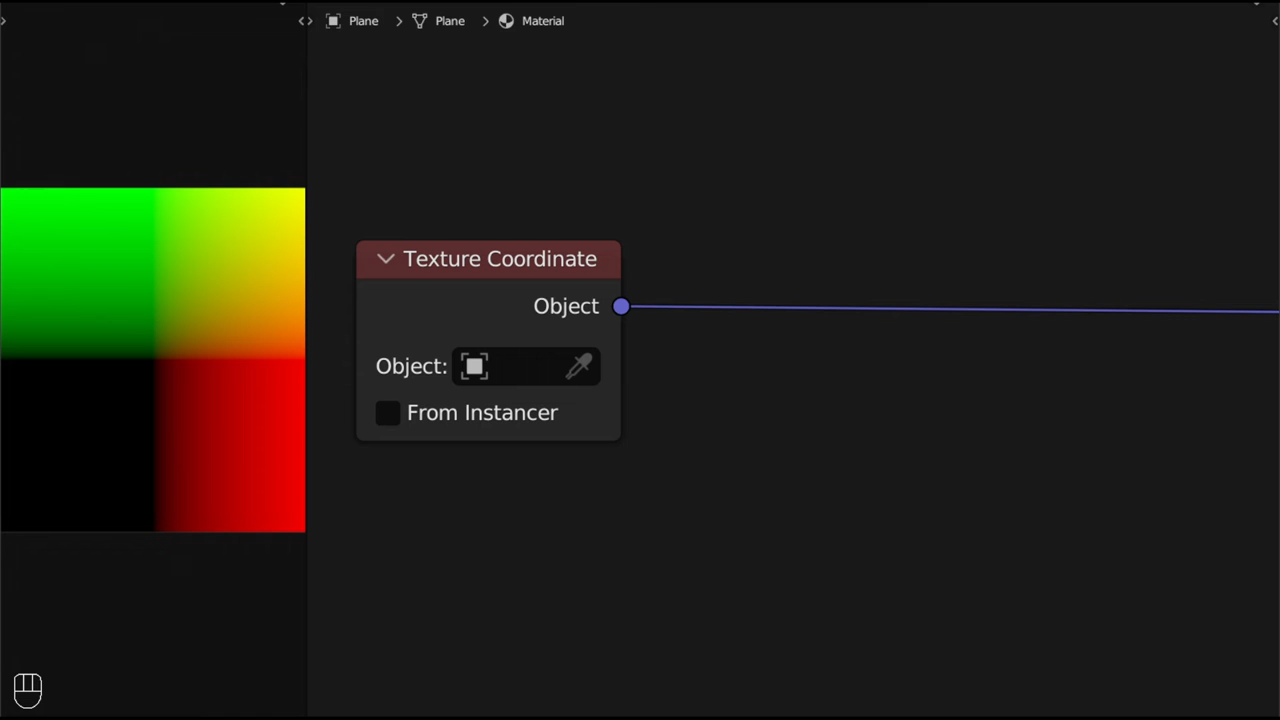 Plane > Plane > Material
Texture Coordinate
Object
Object:
From Instancer